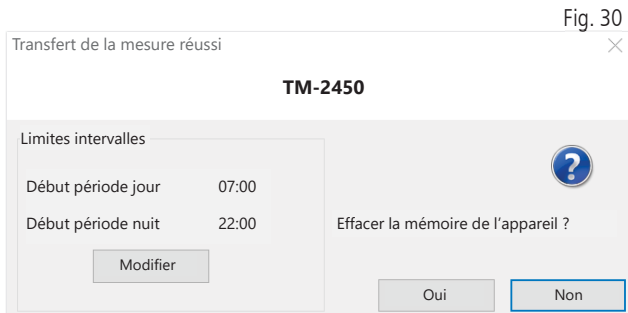 Fig. 30
Transfert de la mesure réussi
TM-2450
Limites intervalles
Début période jour 07:00
Début période nuit 22:00
Modifier
Effacer la mémoire de l'appareil ?
Oui Non